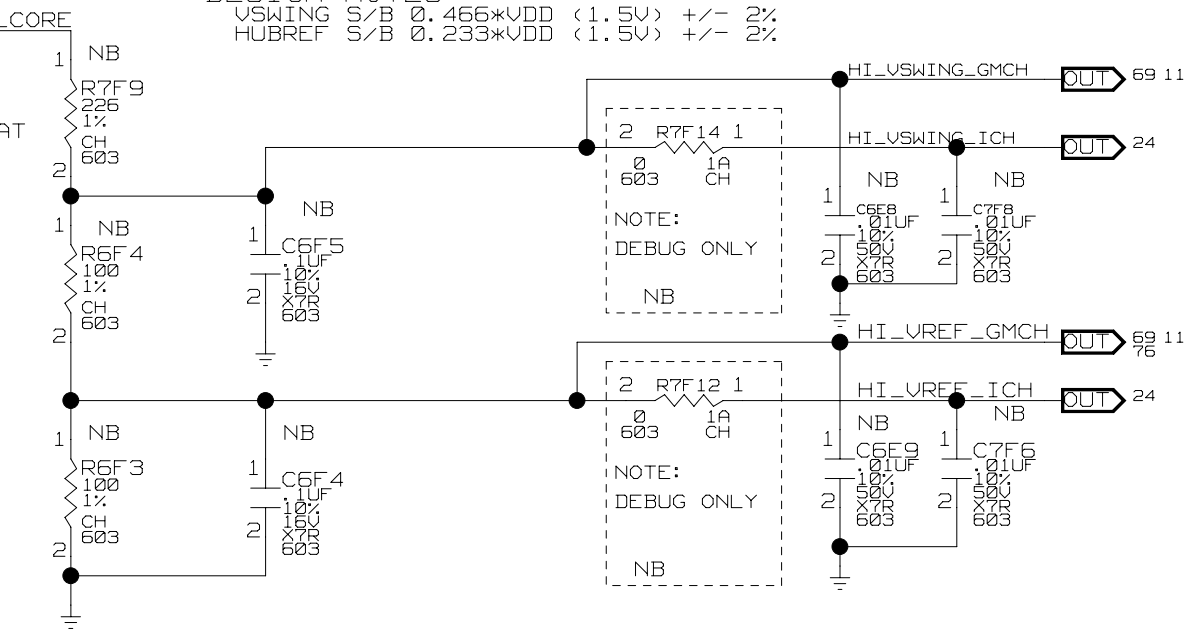 VSWING S/B 0.466*VDD (1.5V) +/- 2%
HUBREF S/B 0.233*VDD (1.5V) +/- 2%
_CORE
1 NB
R7F9
226
1%
CH
603
2
AT
1 NB
R6F4
100
1%
CH
603
2
NB
1
C6F5
.1UF
10%
16V
X7R
603
2
2 R7F14 1
0 1A
603 CH
NOTE:
DEBUG ONLY
NB
HI_VSWING_GMCH
OUT 69 11
HI_VSWING_ICH
OUT 24
NB
1
C6E8
.01UF
10%
50V
X7R
603
2
NB
1
C7F8
.01UF
10%
50V
X7R
603
2
HI_VREF_GMCH
OUT 69 11
76
HI_VREF_ICH
OUT 24
1 NB
R6F3
100
1%
CH
603
2
NB
1
C6F4
.1UF
10%
16V
X7R
603
2
2 R7F12 1
0 1A
603 CH
NOTE:
DEBUG ONLY
NB
NB
1
C6E9
.01UF
10%
50V
X7R
603
2
NB
1
C7F6
.01UF
10%
50V
X7R
603
2